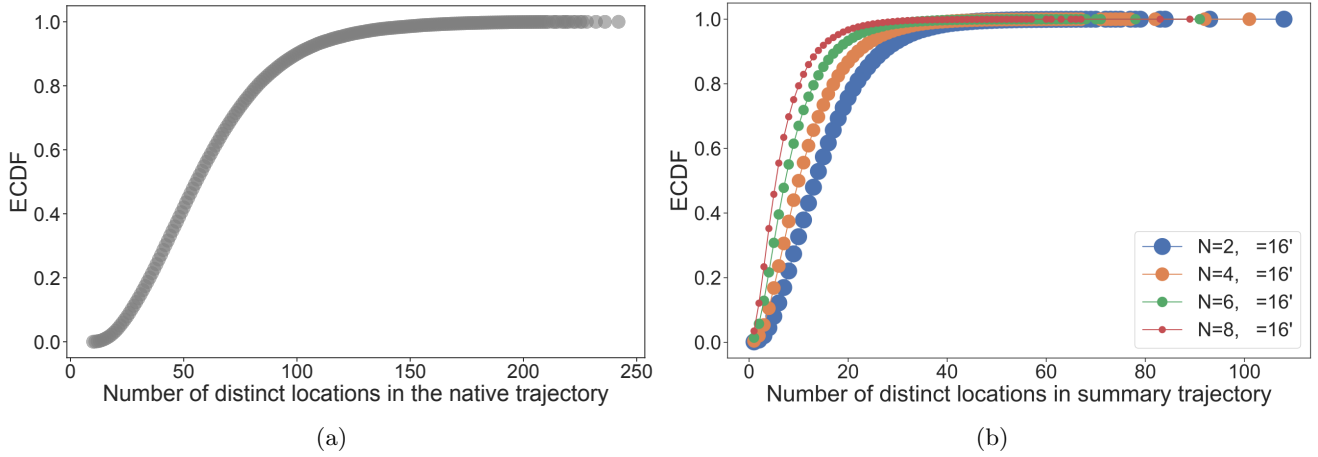 1.0
0.8
0.6
0.4
0.2
0.0
ECDF
0 50 100 150 200 250
Number of distinct locations in the native trajectory
(a)
1.0
0.8
0.6
0.4
0.2
0.0
ECDF
N=2, =16'
N=4, =16'
N=6, =16'
N=8, =16'
0 20 40 60 80 100
Number of distinct locations in summary trajectory
(b)